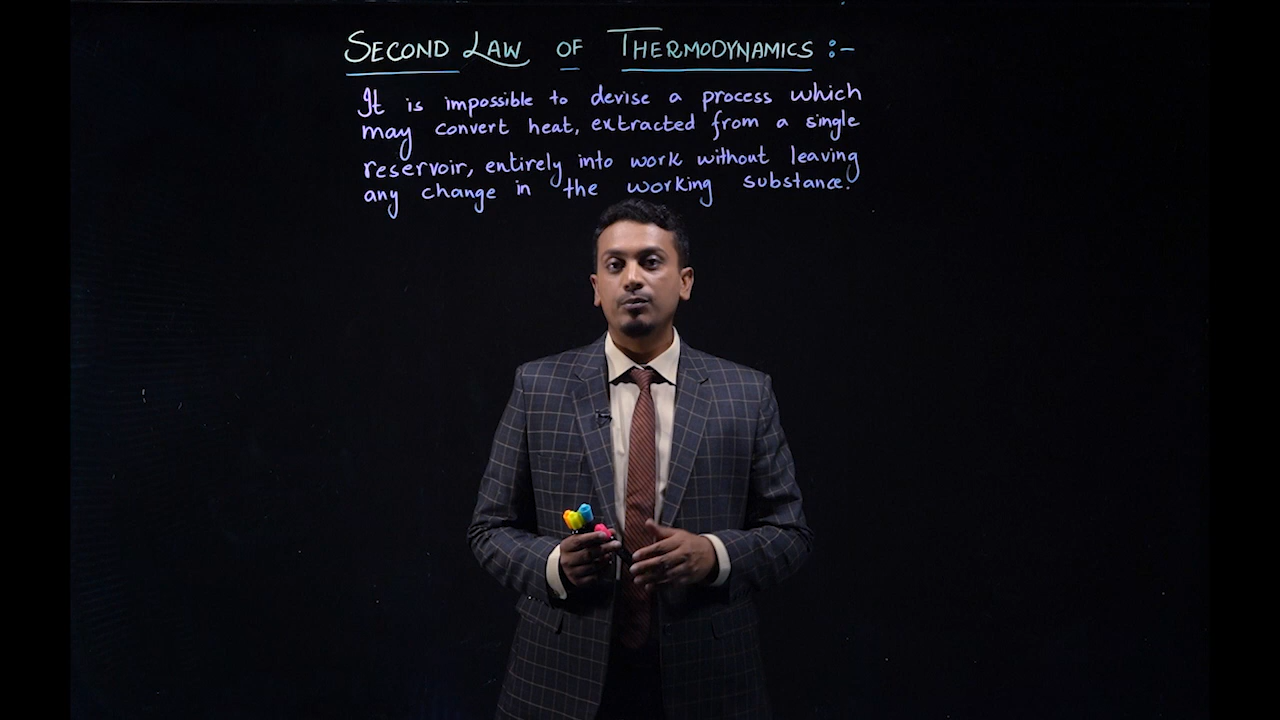 SECOND LAW OF THERMODYNAMICS :-
It is impossible to devise a process which
may convert heat, extracted from a single
reservoir, entirely into work without leaving
any change in the working substance.